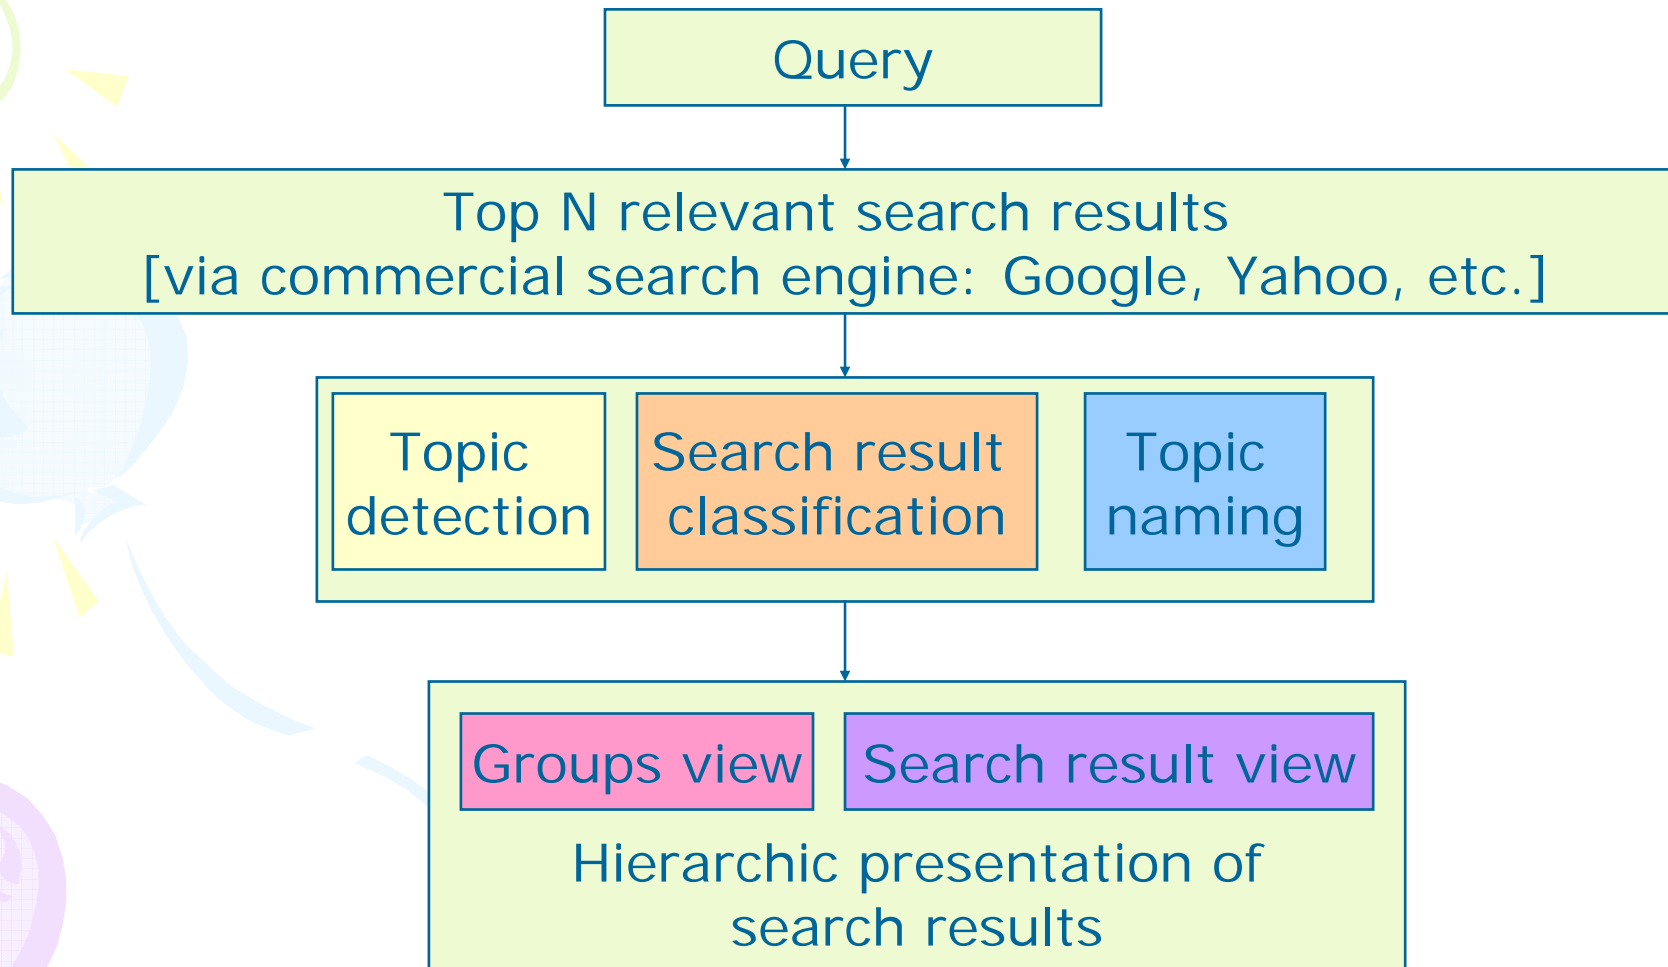 Query
Top N relevant search results
[via commercial search engine: Google, Yahoo, etc.]
Topic
detection
Search result
classification
Topic
naming
Groups view
Search result view
Hierarchic presentation of
search results